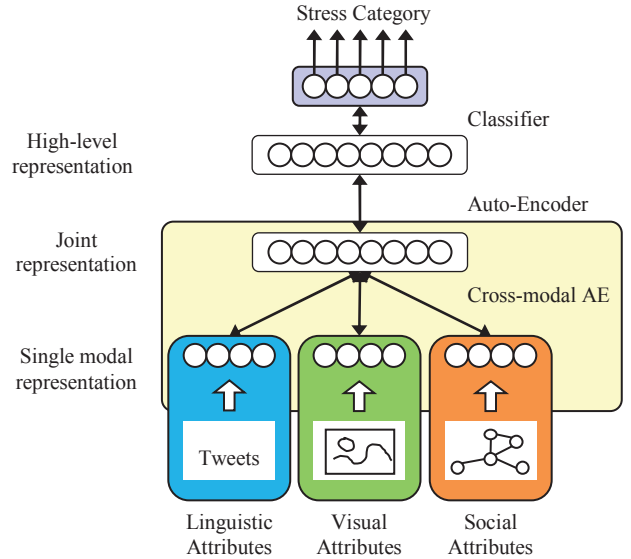 Stress Category
Classifier
High-level
representation
Auto-Encoder
Joint
representation
Cross-modal AE
Single modal
representation
Tweets
Linguistic
Attributes
Visual
Attributes
Social
Attributes